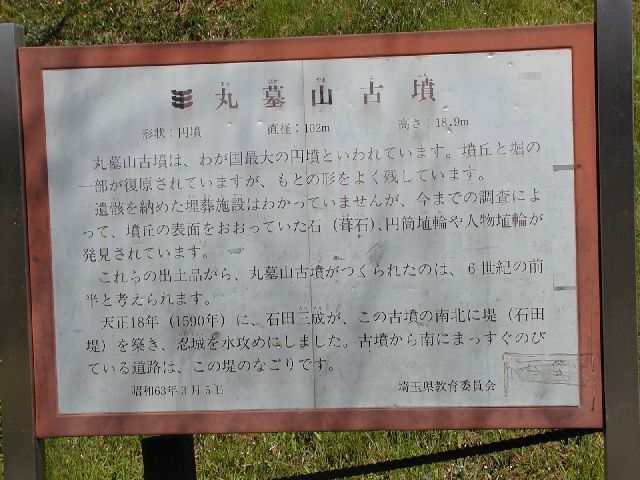 丸墓山古墳
形状：円墳 直径：102m 高さ：18.9m
丸墓山古墳は、わが国最大の円墳といわれています。墳丘と堀の
一部が復原されていますが、もとの形をよく残しています。
遺骸を納めた埋葬施設はわかっていませんが、今までの調査によ
って、墳丘の表面をおおっていた石（葺石）、円筒埴輪や人物埴輪が
発見されています。
これらの出土品から、丸墓山古墳がつくられたのは、6世紀の前
半と考えられます。
天正18年（1590年）に、石田三成が、この古墳の南北に堤（石田
堤）を築き、忍城を水攻めにしました。古墳から南にまっすぐのび
ている道路は、この堤のなごりです。
昭和63年3月5日 埼玉県教育委員会